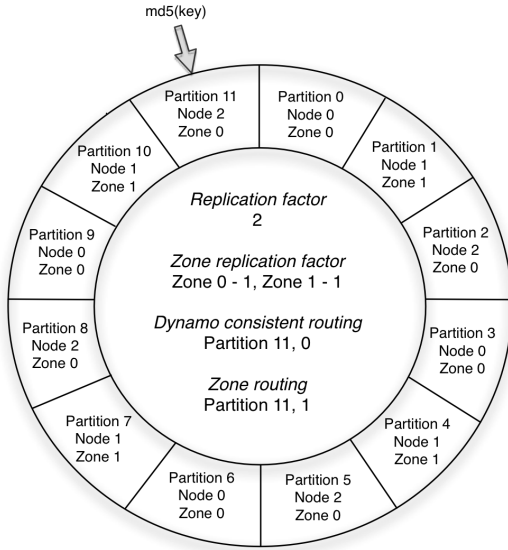 md5(key)
Partition 11
Node 2
Zone 0
Partition 0
Node 0
Zone 0
Partition 1
Node 1
Zone 1
Partition 2
Node 2
Zone 0
Partition 3
Node 0
Zone 0
Partition 4
Node 1
Zone 1
Partition 5
Node 2
Zone 0
Partition 6
Node 0
Zone 0
Partition 7
Node 1
Zone 1
Partition 8
Node 2
Zone 0
Partition 9
Node 0
Zone 0
Partition 10
Node 1
Zone 1
Replication factor
2
Zone replication factor
Zone 0 - 1, Zone 1 - 1
Dynamo consistent routing
Partition 11, 0
Zone routing
Partition 11, 1